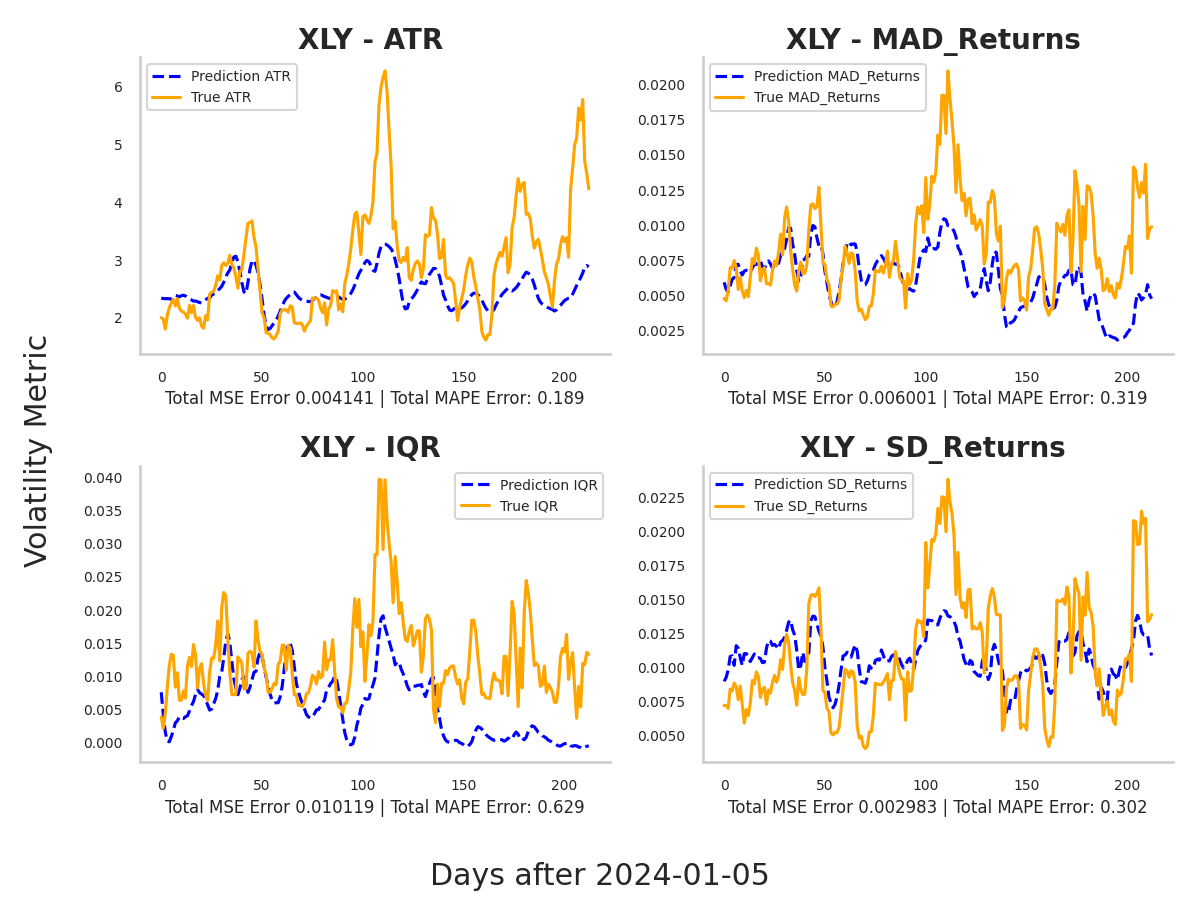 XLY - ATR
Prediction ATR
True ATR
6
5
4
3
2
0 50 100 150 200
Total MSE Error 0.004141 | Total MAPE Error: 0.189
XLY - MAD_Returns
Prediction MAD_Returns
True MAD_Returns
0.0200
0.0175
0.0150
0.0125
0.0100
0.0075
0.0050
0.0025
0 50 100 150 200
Total MSE Error 0.006001 | Total MAPE Error: 0.319
Volatility Metric
XLY - IQR
Prediction IQR
True IQR
0.040
0.035
0.030
0.025
0.020
0.015
0.010
0.005
0.000
0 50 100 150 200
Total MSE Error 0.010119 | Total MAPE Error: 0.629
XLY - SD_Returns
Prediction SD_Returns
True SD_Returns
0.0225
0.0200
0.0175
0.0150
0.0125
0.0100
0.0075
0.0050
0 50 100 150 200
Total MSE Error 0.002983 | Total MAPE Error: 0.302
Days after 2024-01-05